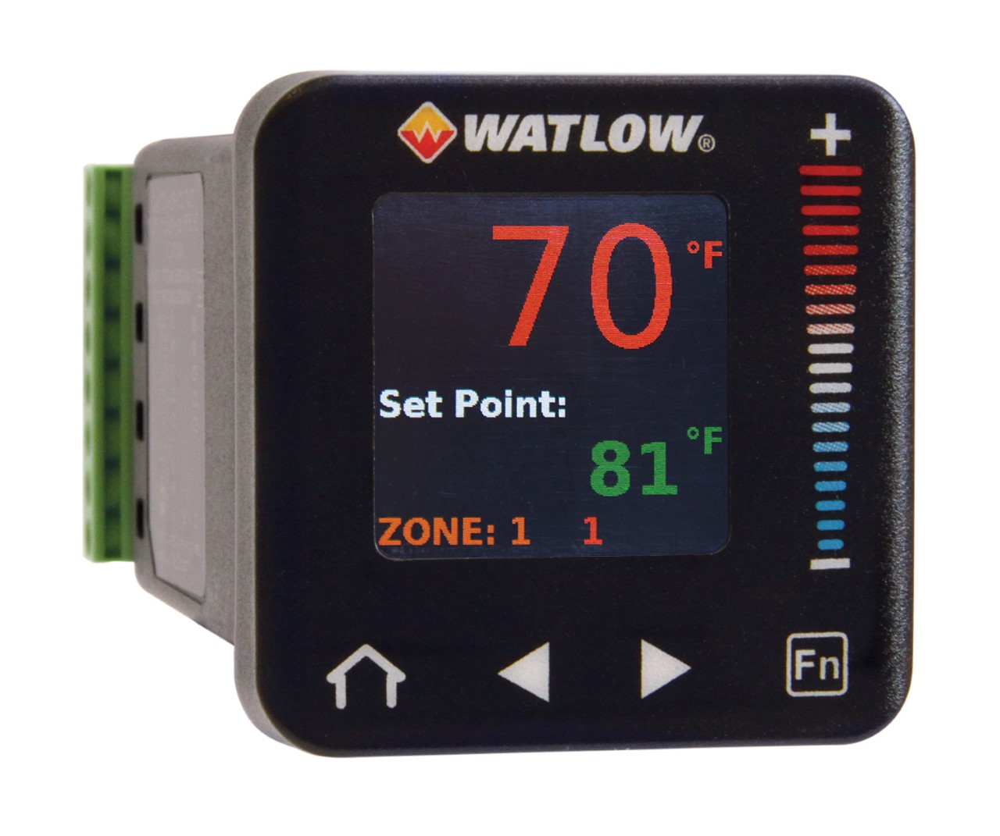 WATLOW®
70 °F
Set Point:
81 °F
ZONE: 1 1
Fn